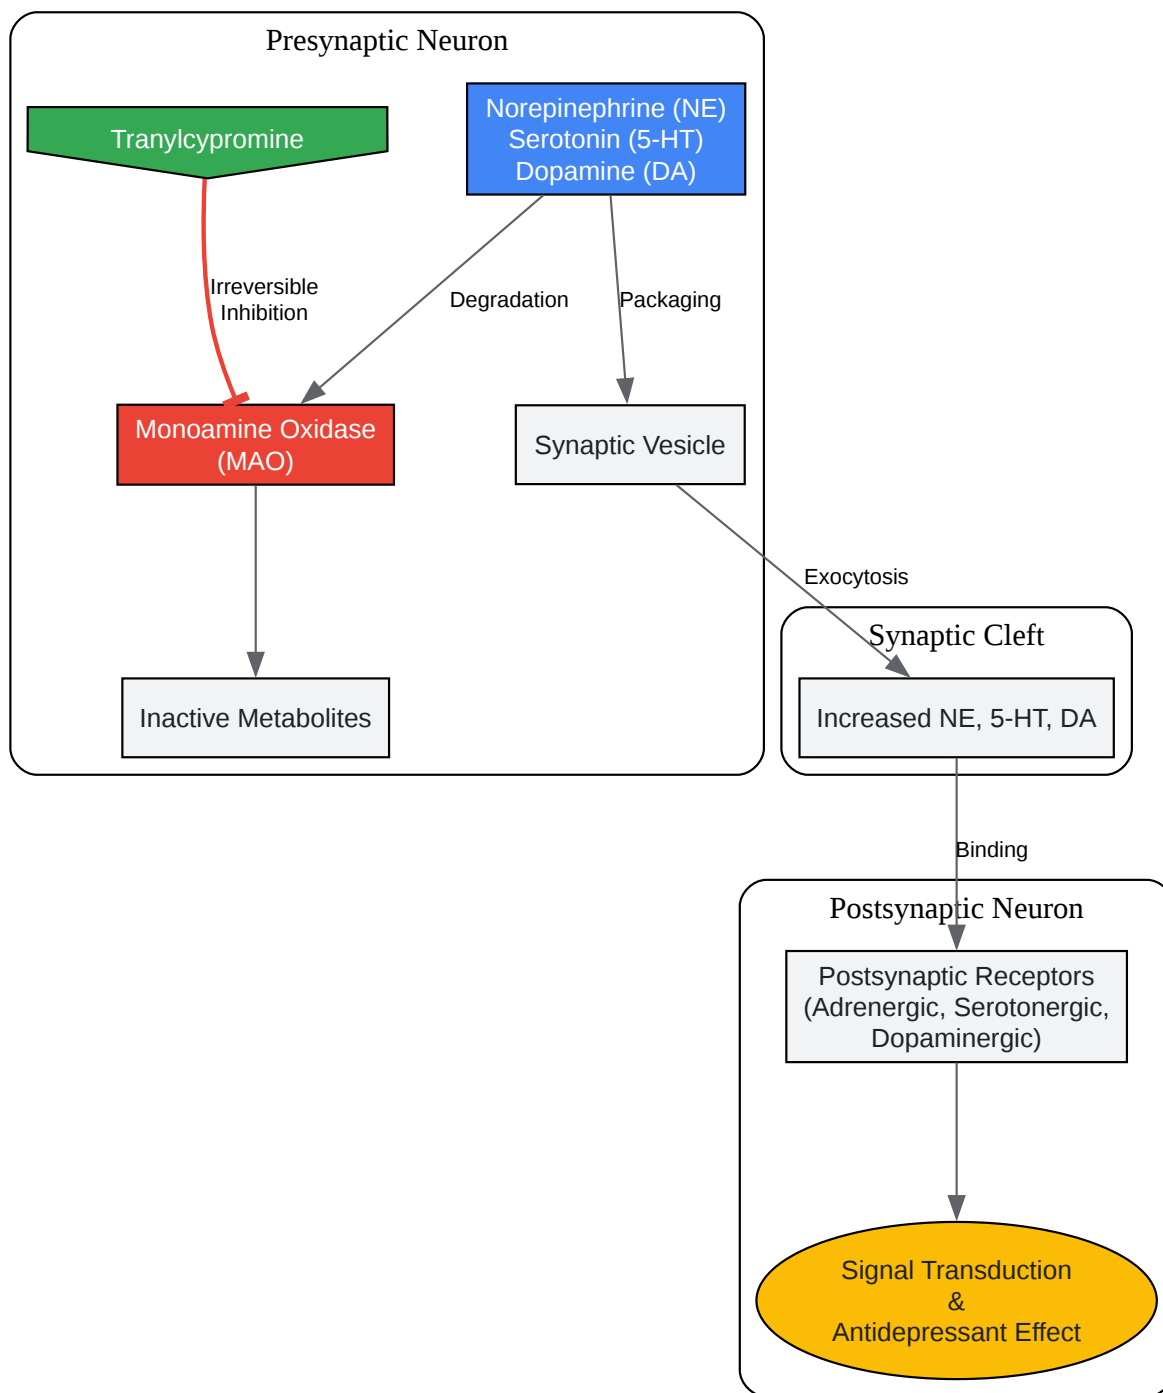 Presynaptic Neuron
Tranylcypromine
Norepinephrine (NE)
Serotonin (5-HT)
Dopamine (DA)
Irreversible
Inhibition
Degradation
Packaging
Monoamine Oxidase
(MAO)
Synaptic Vesicle
Exocytosis
Inactive Metabolites
Synaptic Cleft
Increased NE, 5-HT, DA
Binding
Postsynaptic Neuron
Postsynaptic Receptors
(Adrenergic, Serotonergic,
Dopaminergic)
Signal Transduction
&
Antidepressant Effect